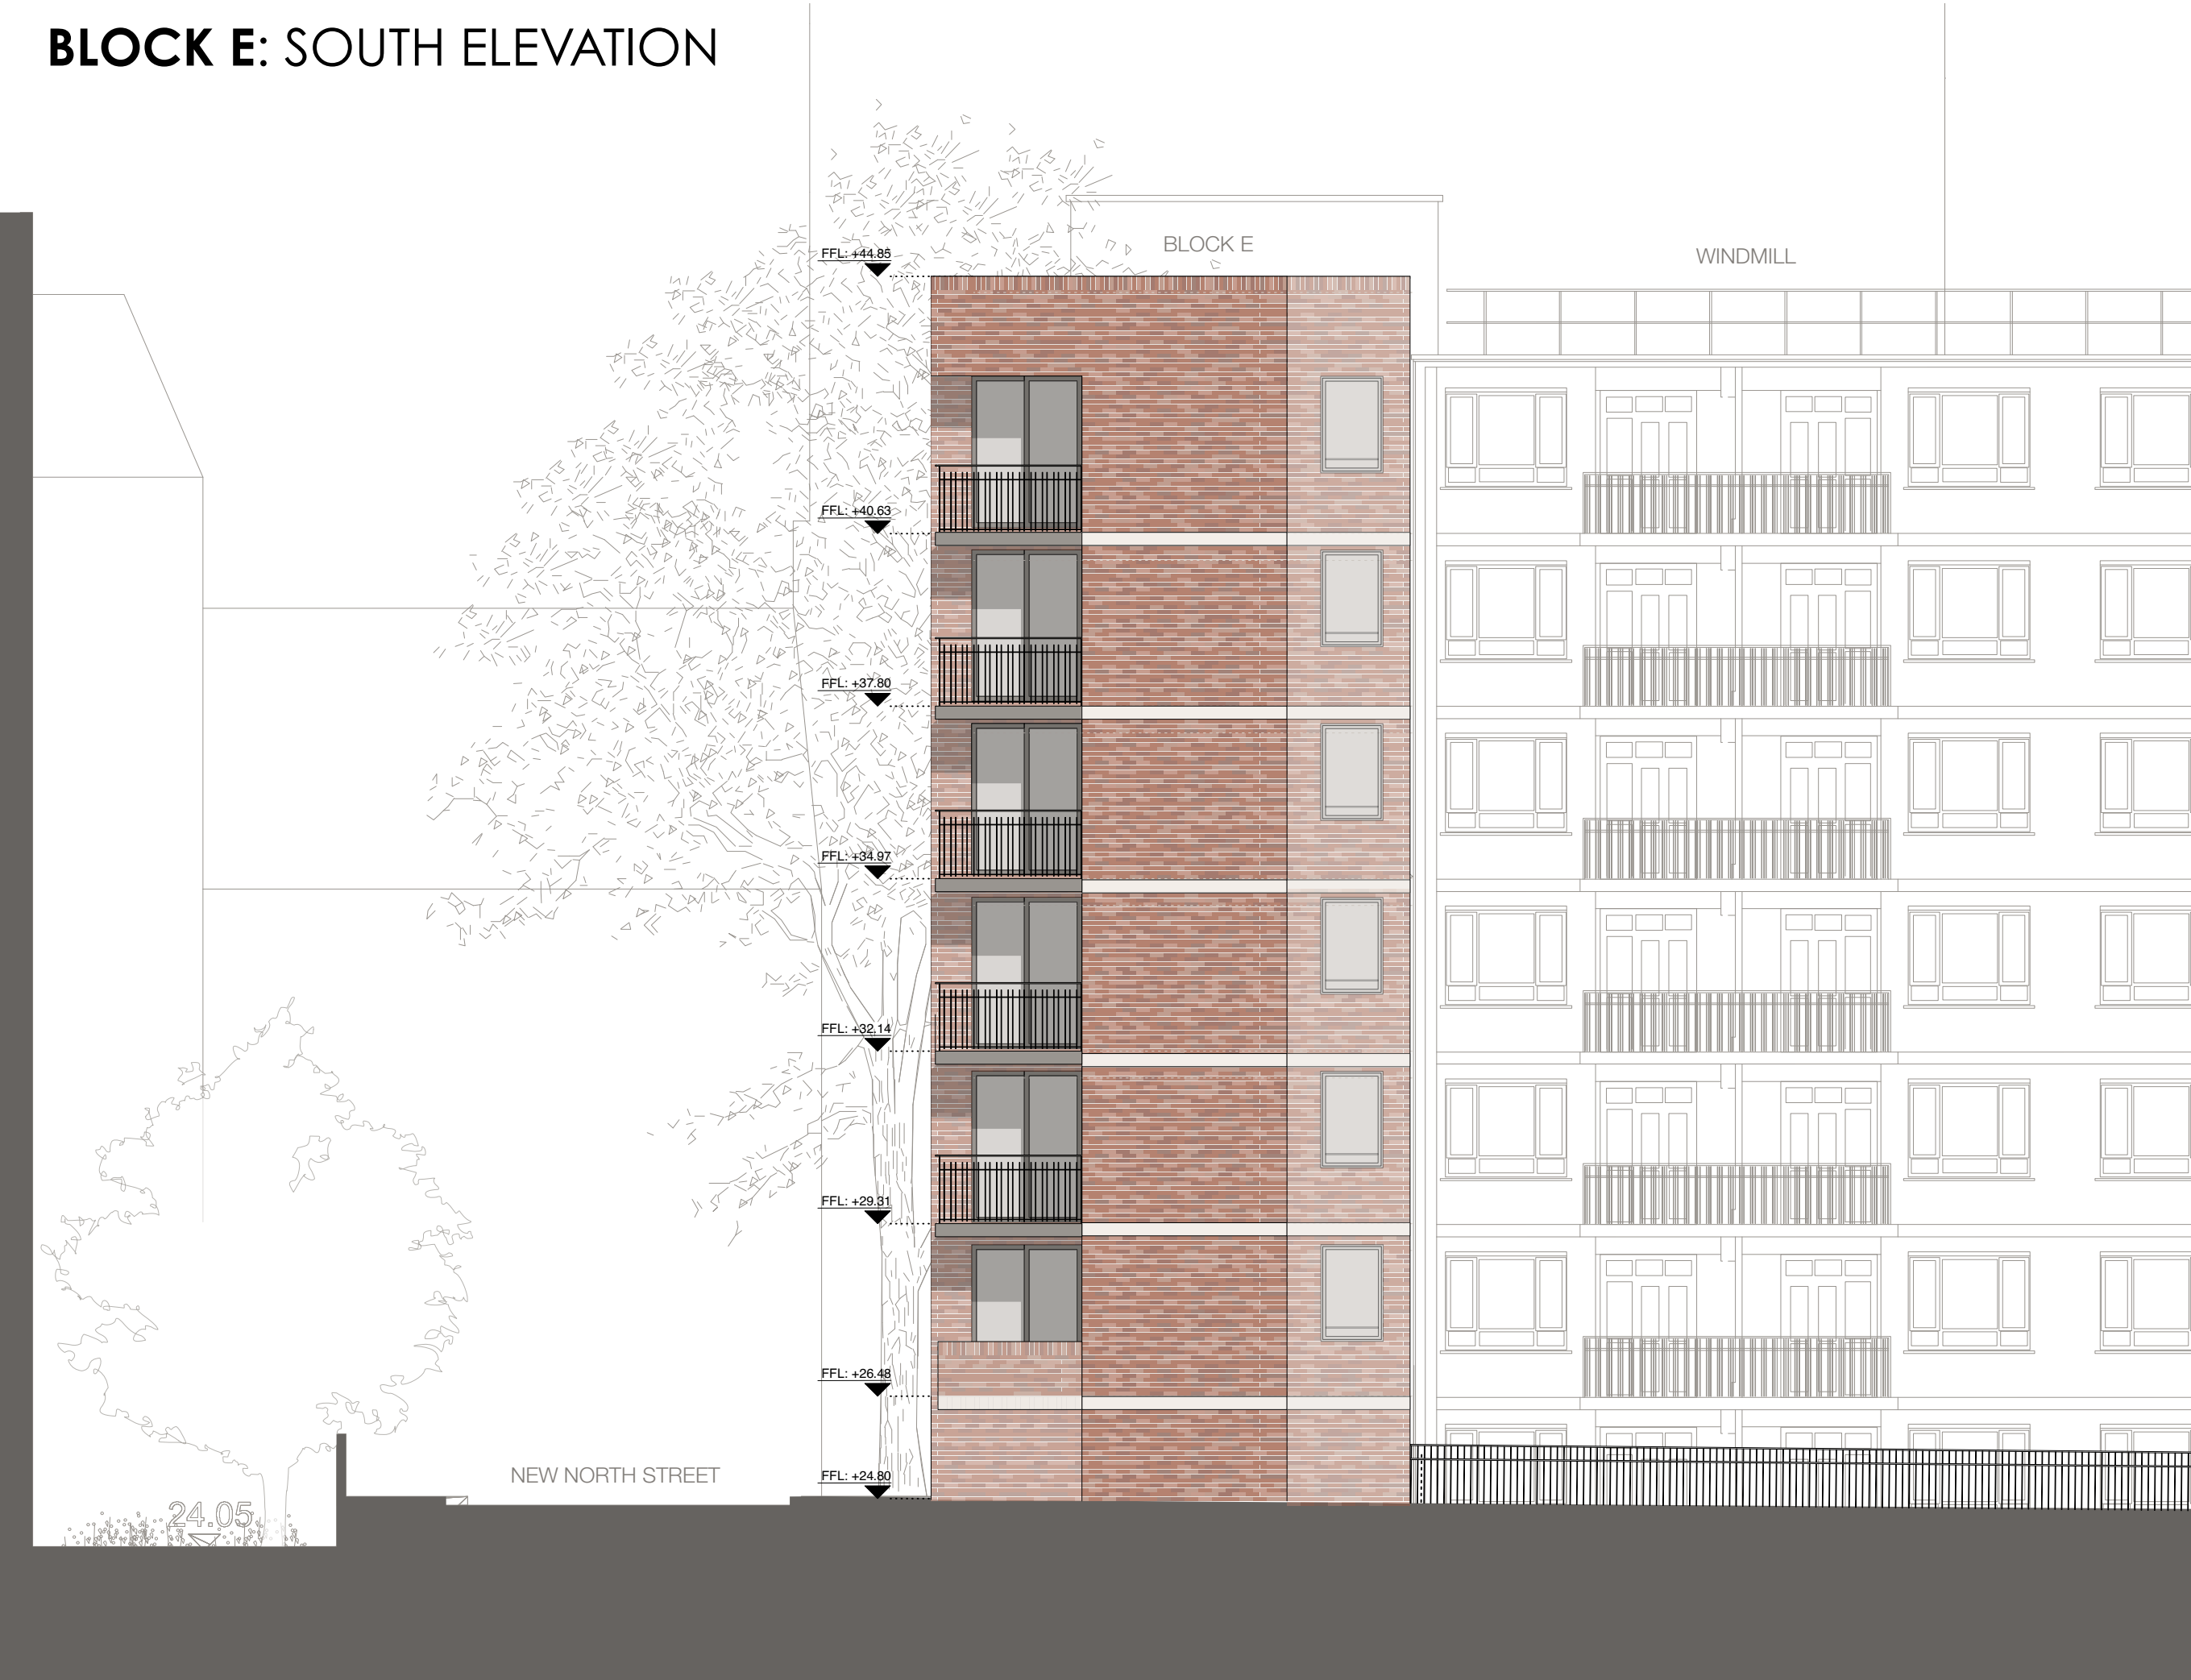 BLOCK E: SOUTH ELEVATION
BLOCK E
WINDMILL
FFL: +44.85
FFL: +40.63
FFL: +37.80
FFL: +34.97
FFL: +32.14
FFL: +29.31
FFL: +26.48
FFL: +24.80
NEW NORTH STREET
24.05